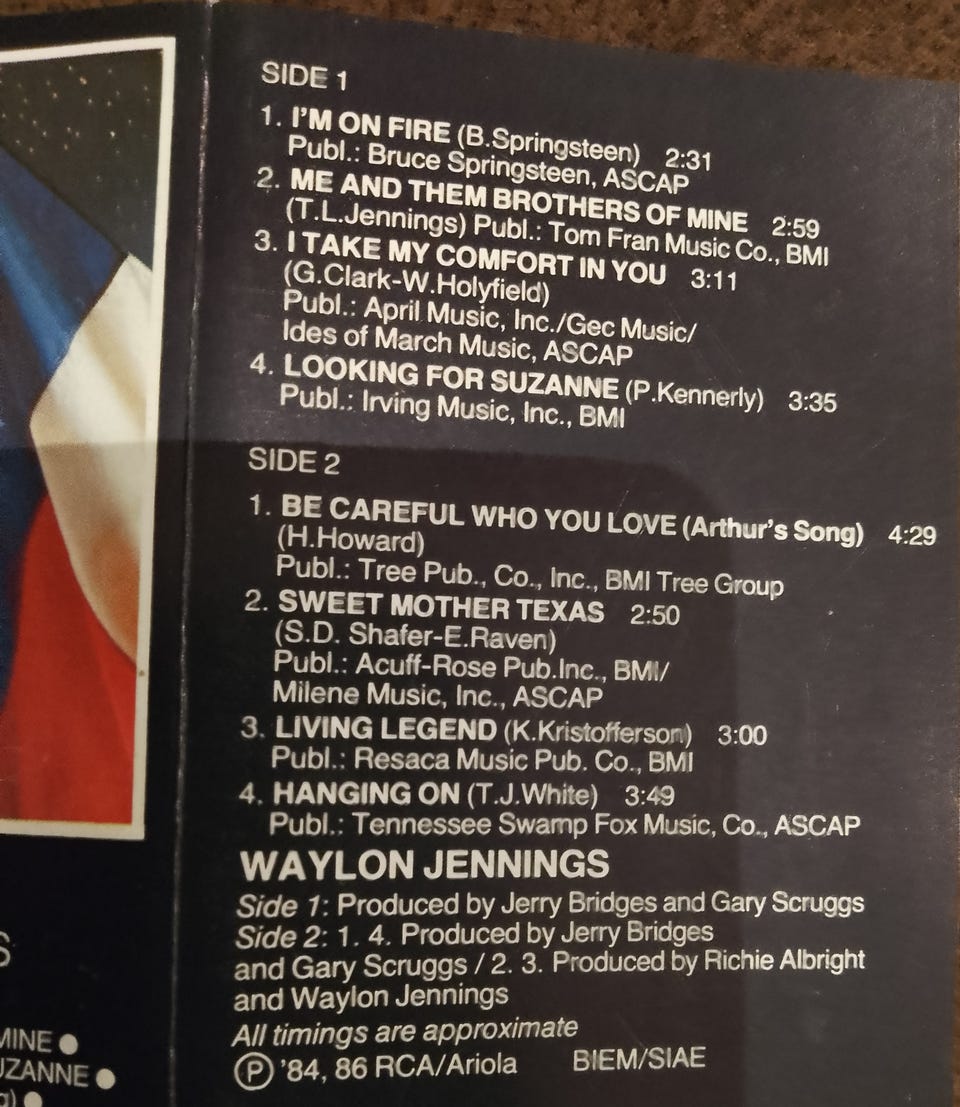 SIDE 1
1. I'M ON FIRE (B.Springsteen) 2:31
Publ.: Bruce Springsteen, ASCAP
2. ME AND THEM BROTHERS OF MINE 2:59
(T.L.Jennings) Publ.: Tom Fran Music Co., BMI
3. I TAKE MY COMFORT IN YOU 3:11
(G.Clark-W.Holyfield)
Publ.: April Music, Inc./Gec Music/
Ides of March Music, ASCAP
4. LOOKING FOR SUZANNE (P.Kennerly) 3:35
Publ.: Irving Music, Inc., BMI
SIDE 2
1. BE CAREFUL WHO YOU LOVE (Arthur's Song) 4:29
(H.Howard)
Publ.: Tree Pub., Co., Inc., BMI Tree Group
2. SWEET MOTHER TEXAS 2:50
(S.D. Shafer-E.Raven)
Publ.: Acuff-Rose Pub.Inc., BMI/
Milene Music, Inc., ASCAP
3. LIVING LEGEND (K.Kristofferson) 3:00
Publ.: Resaca Music Pub. Co., BMI
4. HANGING ON (T.J.White) 3:49
Publ.: Tennessee Swamp Fox Music, Co., ASCAP
WAYLON JENNINGS
Side 1: Produced by Jerry Bridges and Gary Scruggs
Side 2: 1. 4. Produced by Jerry Bridges
and Gary Scruggs / 2. 3. Produced by Richie Albright
and Waylon Jennings
All timings are approximate
Ⓟ '84, 86 RCA/Ariola BIEM/SIAE
S
MINE ●
UZANNE ●
g) ●